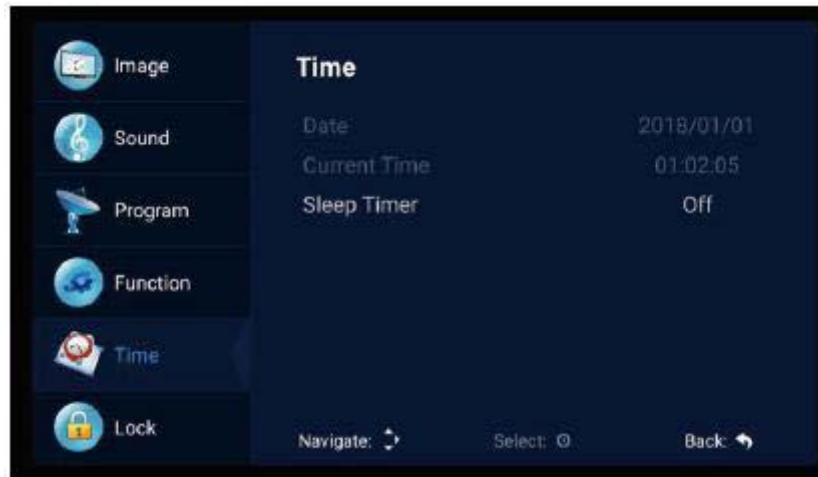 Image
Sound
Program
Function
Time
Lock
Time
Date 2018/01/01
Current Time 01:02:05
Sleep Timer Off
Navigate: Select: Back: